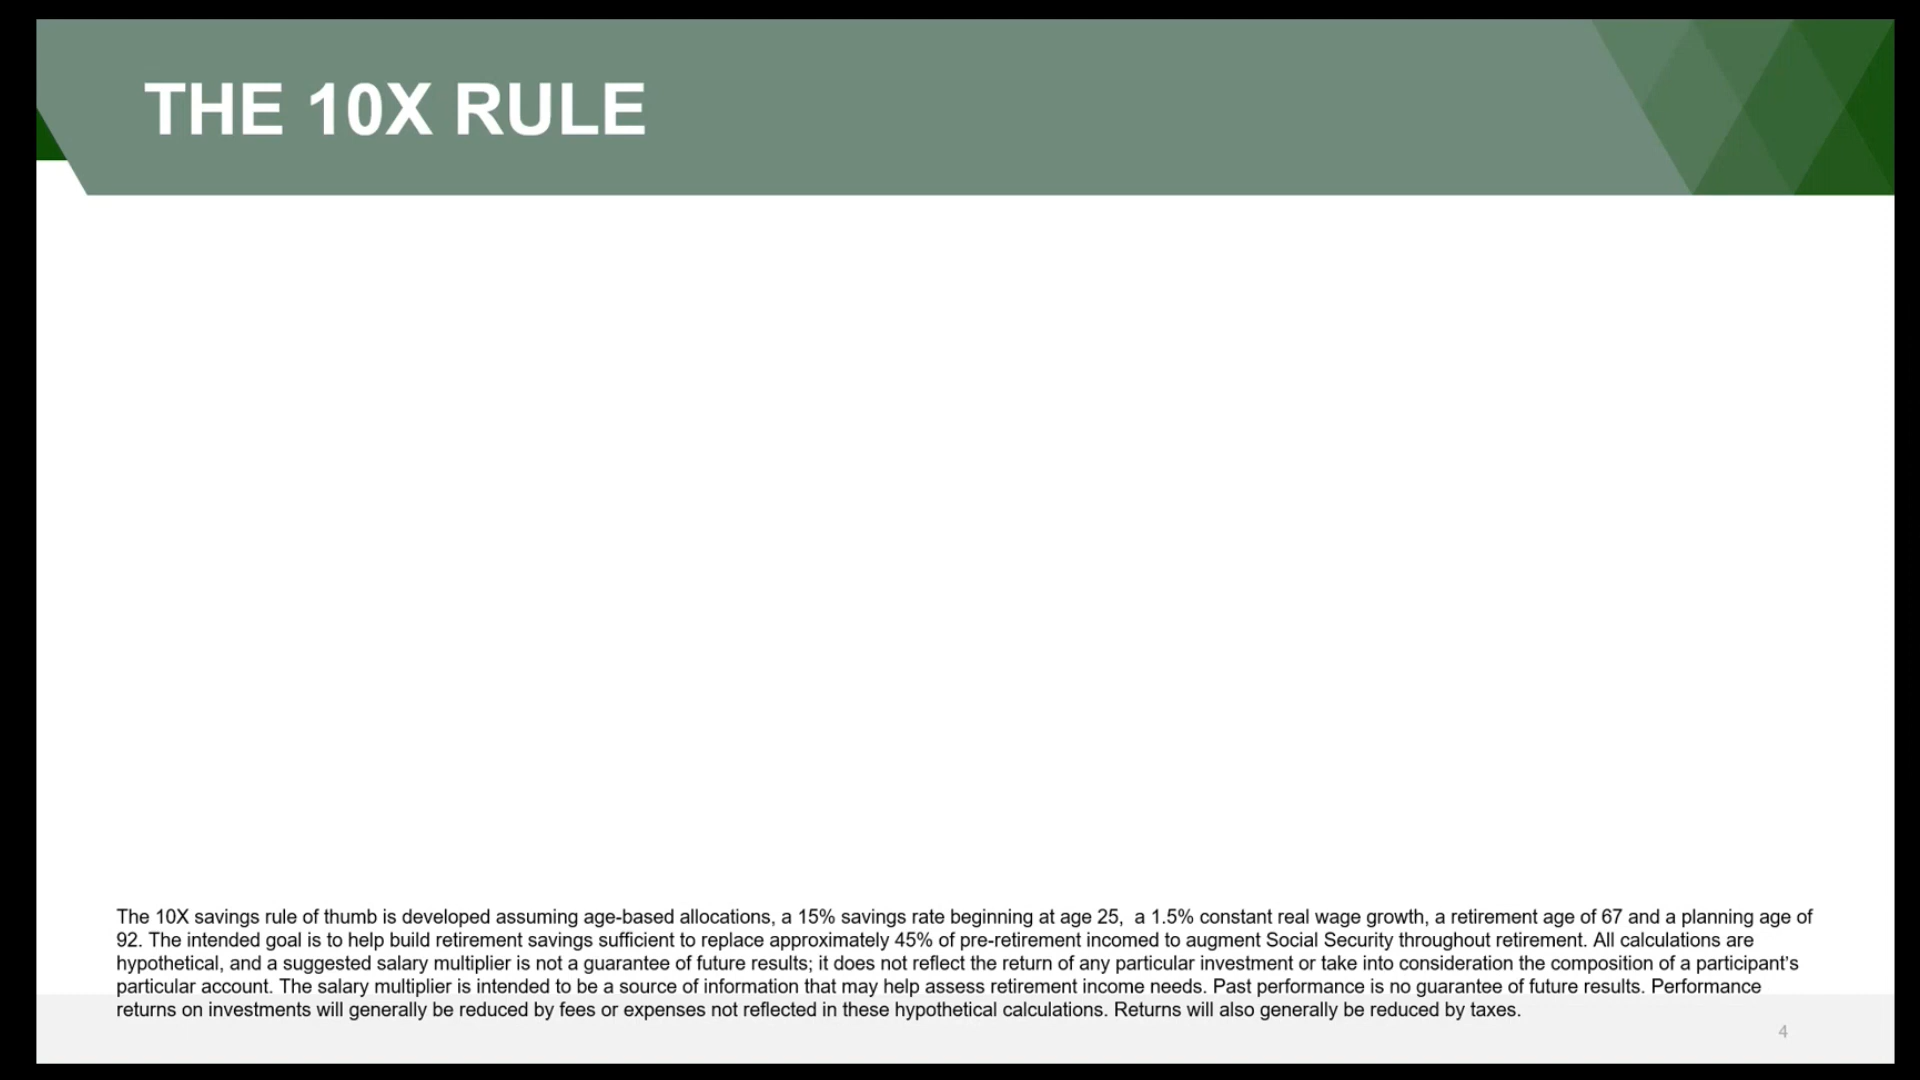 THE 10X RULE
The 10X savings rule of thumb is developed assuming age-based allocations, a 15% savings rate beginning at age 25,  a 1.5% constant real wage growth, a retirement age of 67 and a planning age of
92. The intended goal is to help build retirement savings sufficient to replace approximately 45% of pre-retirement incomed to augment Social Security throughout retirement. All calculations are
hypothetical, and a suggested salary multiplier is not a guarantee of future results; it does not reflect the return of any particular investment or take into consideration the composition of a participant's
particular account. The salary multiplier is intended to be a source of information that may help assess retirement income needs. Past performance is no guarantee of future results. Performance
returns on investments will generally be reduced by fees or expenses not reflected in these hypothetical calculations. Returns will also generally be reduced by taxes.
4